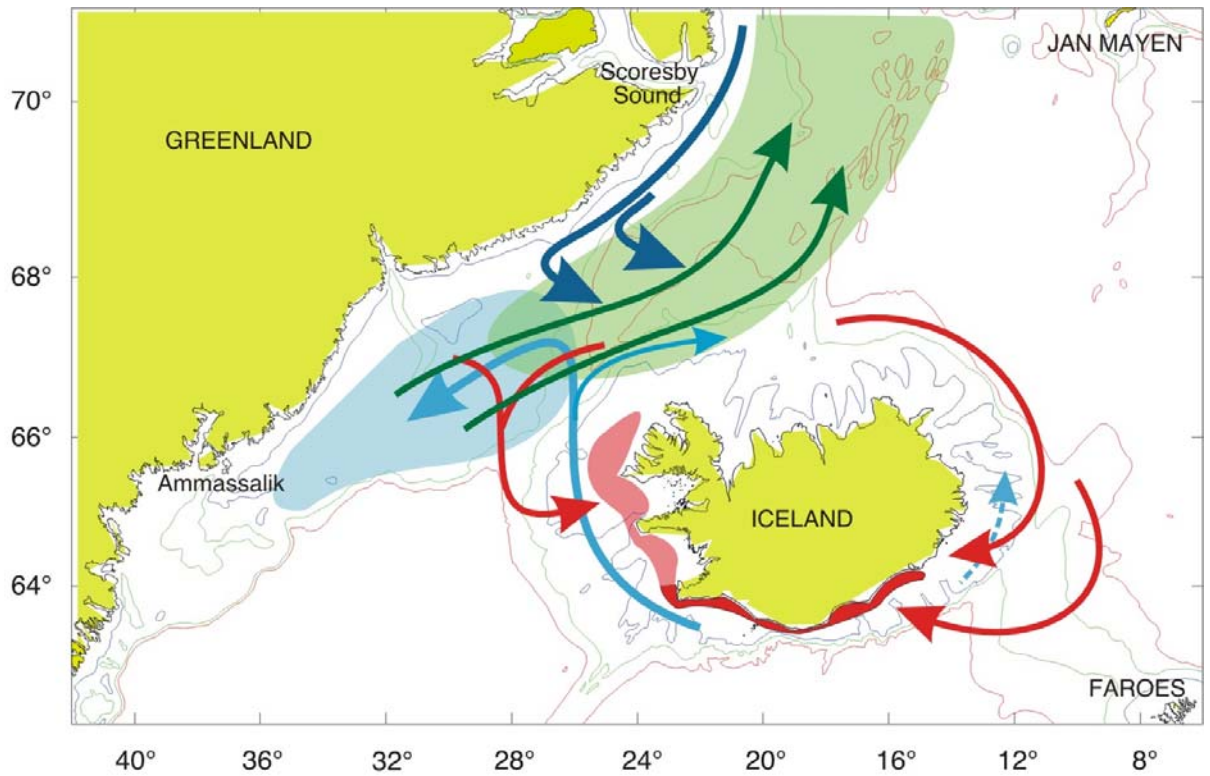 JAN MAYEN
Scoresby
Sound
70°
GREENLAND
68°
66°
Ammassalik
ICELAND
64°
FAROES
40° 36° 32° 28° 24° 20° 16° 12° 8°